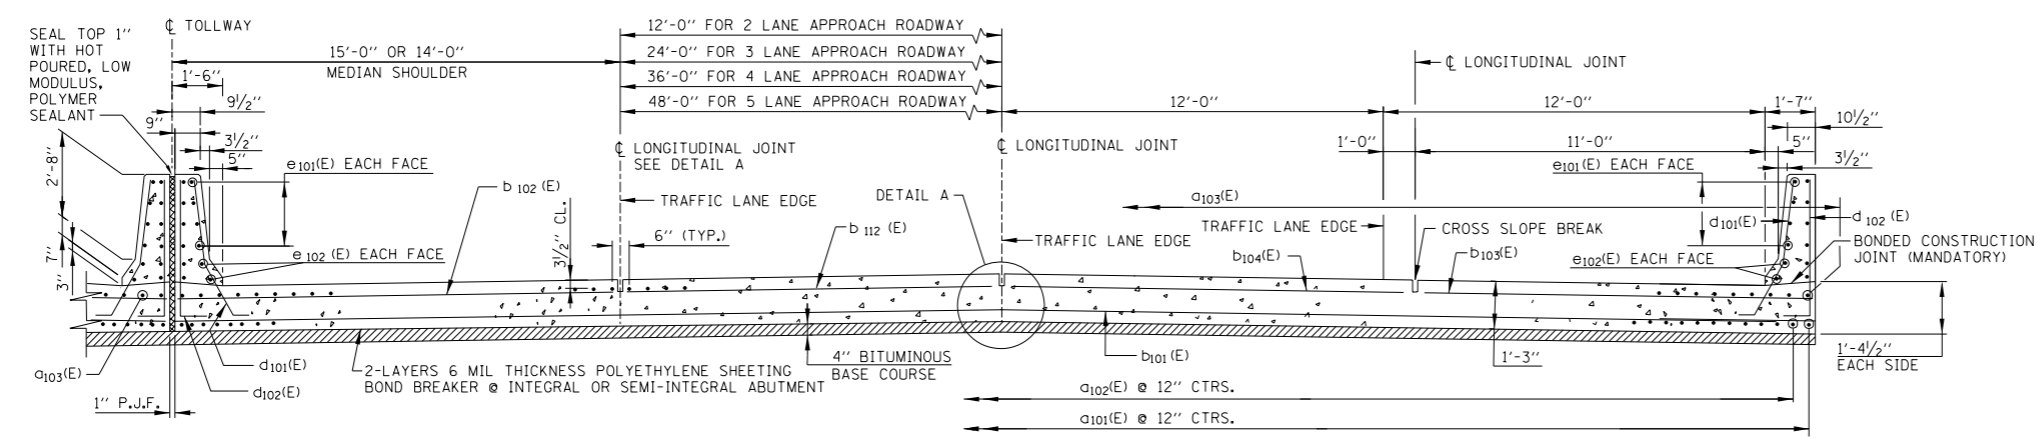 SEAL TOP 1"
WITH HOT
POURED, LOW
MODULUS,
POLYMER
SEALANT
℄ TOLLWAY
15'-0" OR 14'-0"
MEDIAN SHOULDER
1'-6"
9½"
9"
3½"
5"
2'-8"
7"
3"
e101(E) EACH FACE
e102(E) EACH FACE
b102(E)
12'-0" FOR 2 LANE APPROACH ROADWAY
24'-0" FOR 3 LANE APPROACH ROADWAY
36'-0" FOR 4 LANE APPROACH ROADWAY
48'-0" FOR 5 LANE APPROACH ROADWAY
℄ LONGITUDINAL JOINT
SEE DETAIL A
TRAFFIC LANE EDGE
3½" CL.
6" (TYP.)
b112(E)
DETAIL A
℄ LONGITUDINAL JOINT
TRAFFIC LANE EDGE
12'-0"
℄ LONGITUDINAL JOINT
12'-0"
1'-7"
10½"
1'-0"
11'-0"
5"
3½"
e101(E) EACH FACE
a103(E)
d101(E)
d102(E)
TRAFFIC LANE EDGE
CROSS SLOPE BREAK
BONDED CONSTRUCTION
JOINT (MANDATORY)
b104(E)
b103(E)
e102(E) EACH FACE
a103(E)
d101(E)
d102(E)
1" P.J.F.
2-LAYERS 6 MIL THICKNESS POLYETHYLENE SHEETING
BOND BREAKER @ INTEGRAL OR SEMI-INTEGRAL ABUTMENT
4" BITUMINOUS
BASE COURSE
b101(E)
1'-3"
1'-4½"
EACH SIDE
a102(E) @ 12" CTRS.
a101(E) @ 12" CTRS.